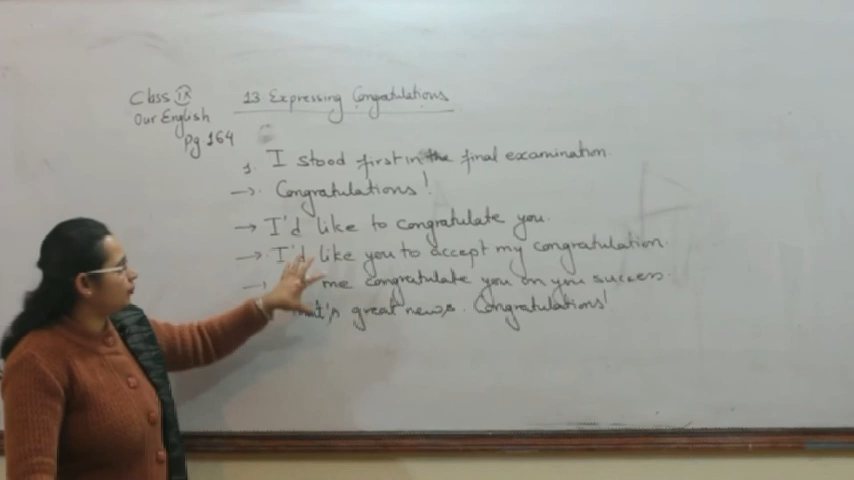 Class IX
Our English
Pg 164
13 Expressing Congratulations
1. I stood first in the final examination.
→ Congratulations!
→ I'd like to congratulate you.
→ I'd like you to accept my congratulation.
→ me congratulate you on you success.
great news. Congratulations!